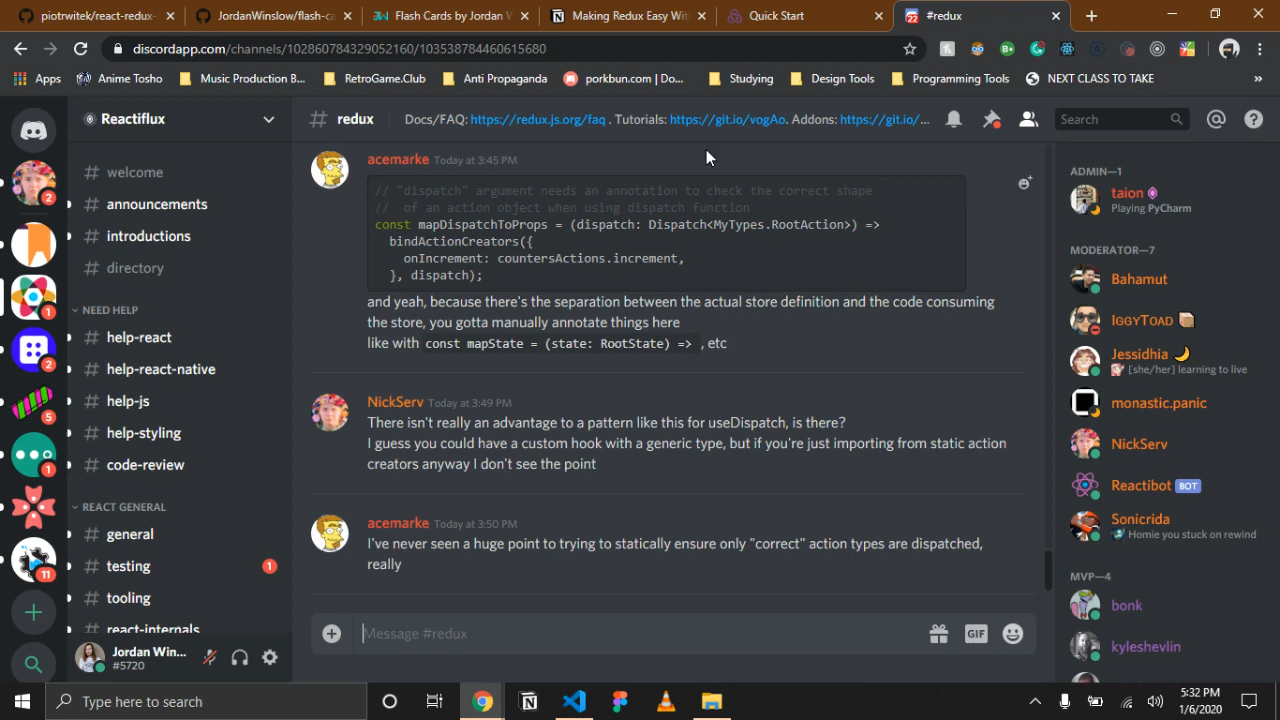 piotrwitek/react-redux-
JordanWinslow/flash-ca
Flash Cards by Jordan W
Making Redux Easy With
Quick Start
#redux
discordapp.com/channels/102860784329052160/103538784460615680
Apps
Anime Tosho
Music Production B...
RetroGame.Club
Anti Propaganda
porkbun.com | Do...
Studying
Design Tools
Programming Tools
NEXT CLASS TO TAKE
Reactiflux
# redux
Docs/FAQ: https://redux.js.org/faq . Tutorials: https://git.io/vogAo. Addons: https://git.io/...
Search
# welcome
# announcements
# introductions
# directory
NEED HELP
# help-react
# help-react-native
# help-js
# help-styling
# code-review
REACT GENERAL
# general
# testing
1
# tooling
# react-internals
2
1
2
5
1
11
Jordan Win...
#5720
acemarke Today at 3:45 PM
// "dispatch" argument needs an annotation to check the correct shape
//  of an action object when using dispatch function
const mapDispatchToProps = (dispatch: Dispatch<MyTypes.RootAction>) =>
bindActionCreators({
onIncrement: countersActions.increment,
}, dispatch);
and yeah, because there's the separation between the actual store definition and the code consuming
the store, you gotta manually annotate things here
like with const mapState = (state: RootState) => , etc
NickServ Today at 3:49 PM
There isn't really an advantage to a pattern like this for useDispatch, is there?
I guess you could have a custom hook with a generic type, but if you're just importing from static action
creators anyway I don't see the point
acemarke Today at 3:50 PM
I've never seen a huge point to trying to statically ensure only "correct" action types are dispatched,
really
Message #redux
GIF
ADMIN—1
taion
Playing PyCharm
MODERATOR—7
Bahamut
IGGYTOAD
Jessidhia
[she/her] learning to live
monastic.panic
NickServ
Reactibot BOT
Sonicrida
Homie you stuck on rewind
MVP—4
bonk
kyleshevlin
Type here to search
5:32 PM
1/6/2020